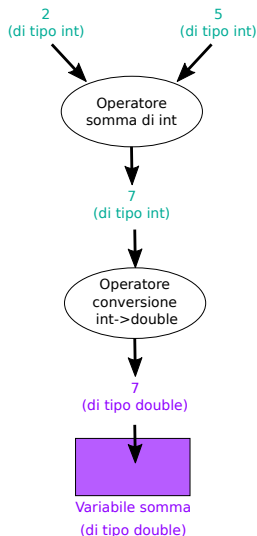 2 5
(di tipo int) (di tipo int)
Operatore
somma di int
7
(di tipo int)
Operatore
conversione
int->double
7
(di tipo double)
Variabile somma
(di tipo double)